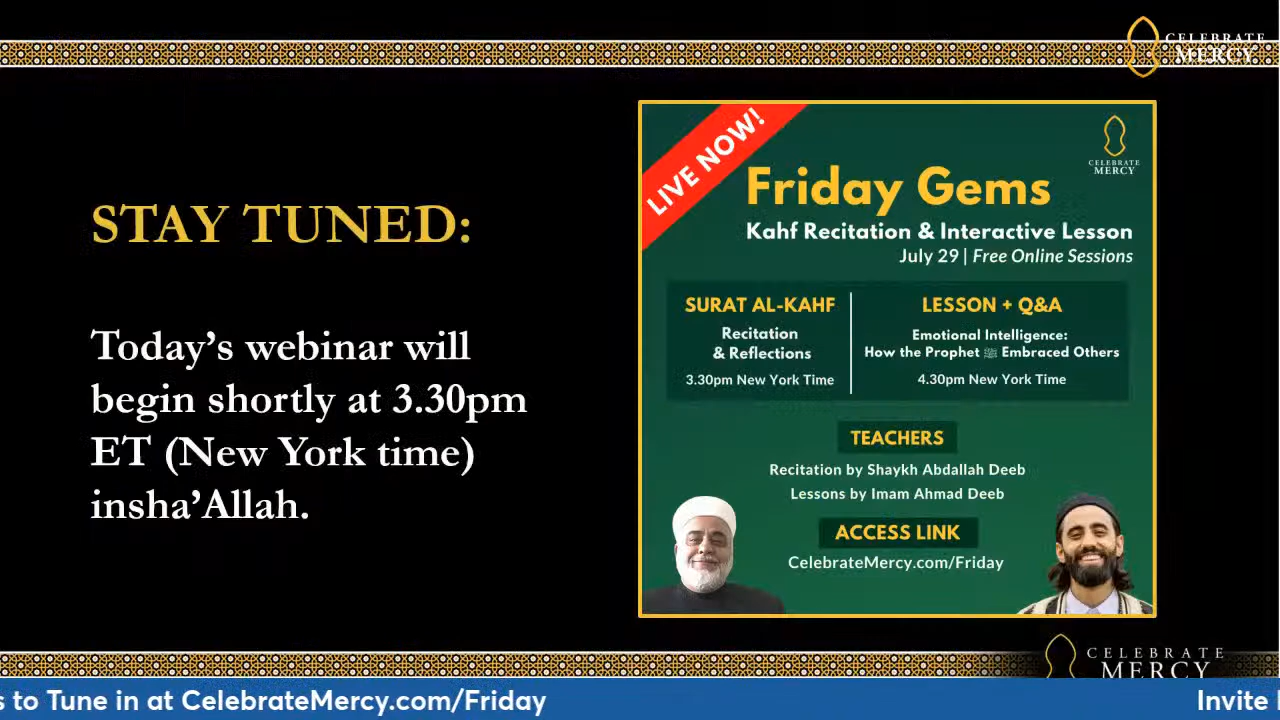 CELEBRATE
MERCY
STAY TUNED:
Today’s webinar will
begin shortly at 3.30pm
ET (New York time)
insha’Allah.
LIVE NOW!
CELEBRATE
MERCY
Friday Gems
Kahf Recitation & Interactive Lesson
July 29 | Free Online Sessions
SURAT AL-KAHF
Recitation
& Reflections
3.30pm New York Time
LESSON + Q&A
Emotional Intelligence:
How the Prophet ﷺ Embraced Others
4.30pm New York Time
TEACHERS
Recitation by Shaykh Abdallah Deeb
Lessons by Imam Ahmad Deeb
ACCESS LINK
CelebrateMercy.com/Friday
CELEBRATE
MERCY
s to Tune in at CelebrateMercy.com/Friday
Invite